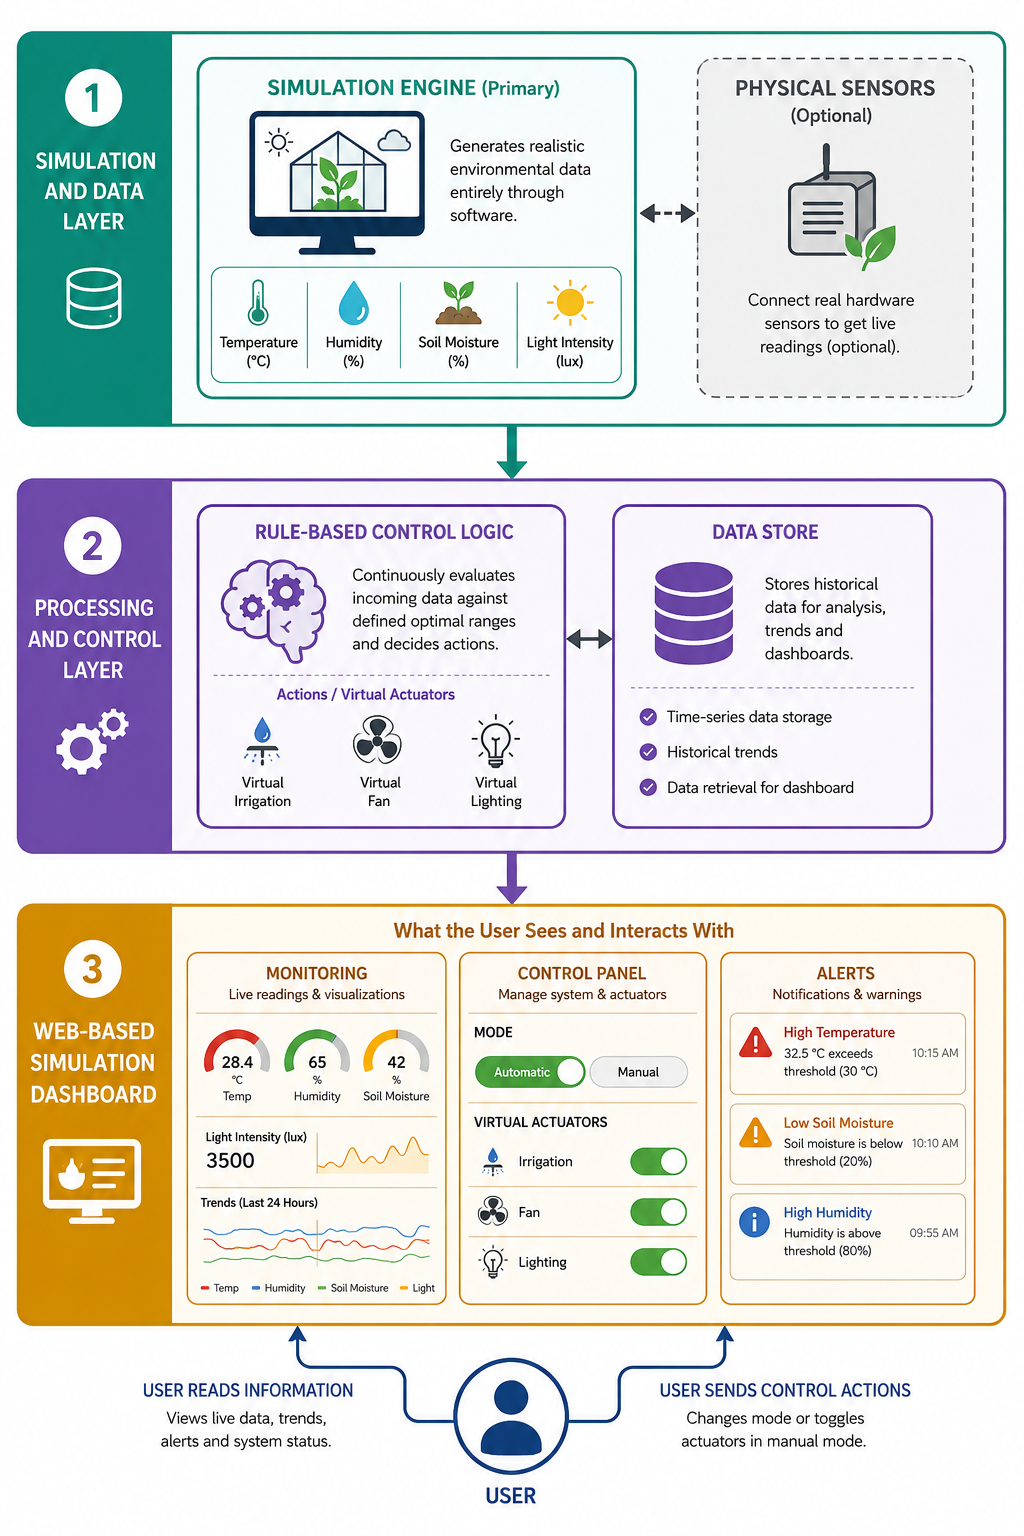 1
SIMULATION
AND DATA
LAYER
SIMULATION ENGINE (Primary)
Generates realistic
environmental data
entirely through
software.
Temperature
(°C)
Humidity
(%)
Soil Moisture
(%)
Light Intensity
(lux)
PHYSICAL SENSORS
(Optional)
Connect real hardware
sensors to get live
readings (optional).
2
PROCESSING
AND CONTROL
LAYER
RULE-BASED CONTROL LOGIC
Continuously evaluates
incoming data against
defined optimal ranges
and decides actions.
Actions / Virtual Actuators
Virtual
Irrigation
Virtual
Fan
Virtual
Lighting
DATA STORE
Stores historical
data for analysis,
trends and
dashboards.
Time-series data storage
Historical trends
Data retrieval for dashboard
3
WEB-BASED
SIMULATION
DASHBOARD
What the User Sees and Interacts With
MONITORING
Live readings & visualizations
28.4
°C
Temp
65
%
Humidity
42
%
Soil Moisture
Light Intensity (lux)
3500
Trends (Last 24 Hours)
Temp Humidity Soil Moisture Light
CONTROL PANEL
Manage system & actuators
MODE
Automatic Manual
VIRTUAL ACTUATORS
Irrigation
Fan
Lighting
ALERTS
Notifications & warnings
High Temperature
32.5 °C exceeds 10:15 AM
threshold (30 °C)
Low Soil Moisture
Soil moisture is below 10:10 AM
threshold (20%)
High Humidity
Humidity is above 09:55 AM
threshold (80%)
USER READS INFORMATION
Views live data, trends,
alerts and system status.
USER SENDS CONTROL ACTIONS
Changes mode or toggles
actuators in manual mode.
USER